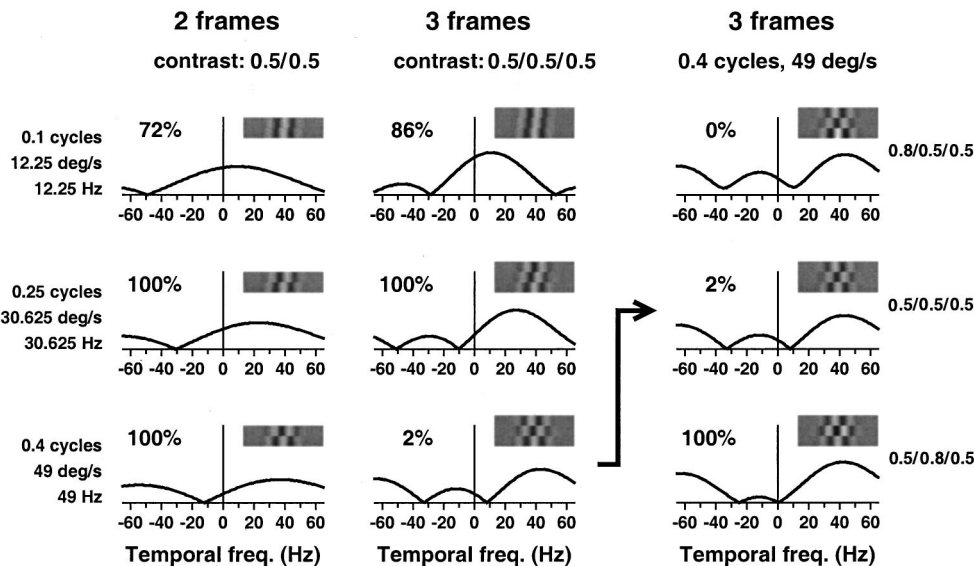 2 frames
contrast: 0.5/0.5
3 frames
contrast: 0.5/0.5/0.5
3 frames
0.4 cycles, 49 deg/s
0.1 cycles
12.25 deg/s
12.25 Hz
72%
-60 -40 -20 0 20 40 60
86%
-60 -40 -20 0 20 40 60
0%
-60 -40 -20 0 20 40 60
0.8/0.5/0.5
0.25 cycles
30.625 deg/s
30.625 Hz
100%
-60 -40 -20 0 20 40 60
100%
-60 -40 -20 0 20 40 60
2%
-60 -40 -20 0 20 40 60
0.5/0.5/0.5
0.4 cycles
49 deg/s
49 Hz
100%
-60 -40 -20 0 20 40 60
2%
-60 -40 -20 0 20 40 60
100%
-60 -40 -20 0 20 40 60
0.5/0.8/0.5
Temporal freq. (Hz)
Temporal freq. (Hz)
Temporal freq. (Hz)